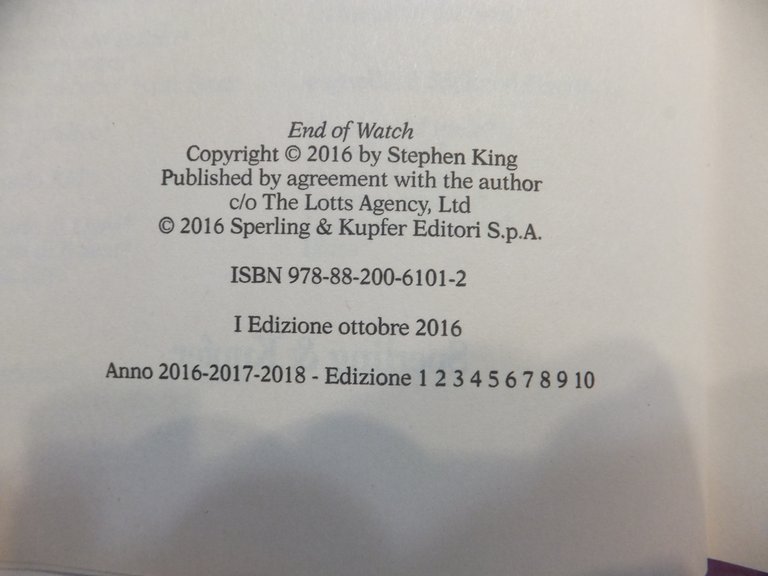 End of Watch
Copyright © 2016 by Stephen King
Published by agreement with the author
c/o The Lotts Agency, Ltd
© 2016 Sperling & Kupfer Editori S.p.A.
ISBN 978-88-200-6101-2
I Edizione ottobre 2016
Anno 2016-2017-2018 - Edizione 1 2 3 4 5 6 7 8 9 10